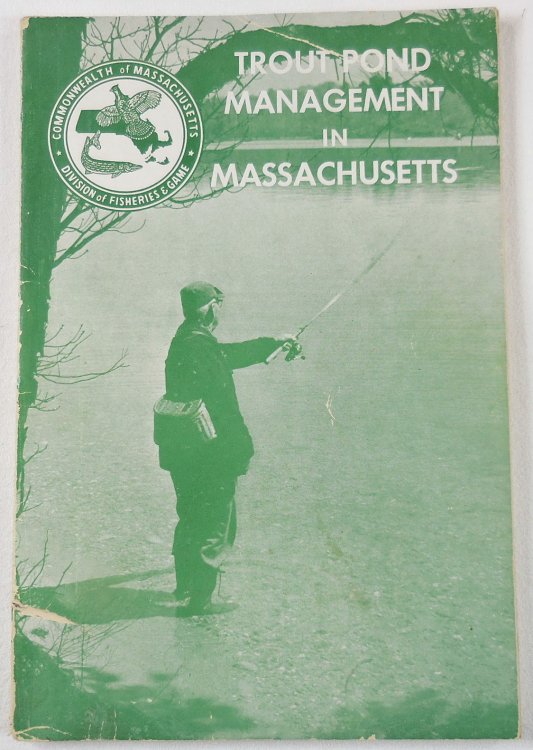 TROUT POND
MANAGEMENT
IN
MASSACHUSETTS
COMMONWEALTH of MASSACHUSETTS
DIVISION of FISHERIES & GAME